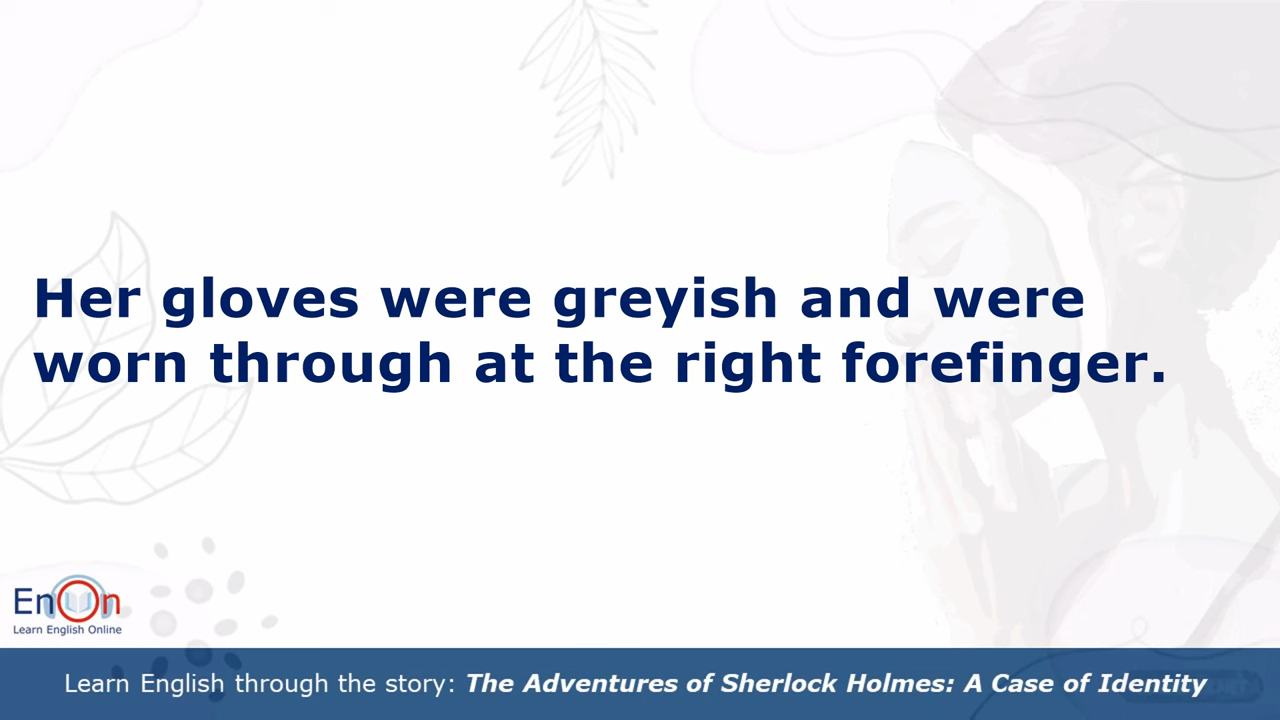 Her gloves were greyish and were
worn through at the right forefinger.
EnOn
Learn English Online
Learn English through the story: The Adventures of Sherlock Holmes: A Case of Identity